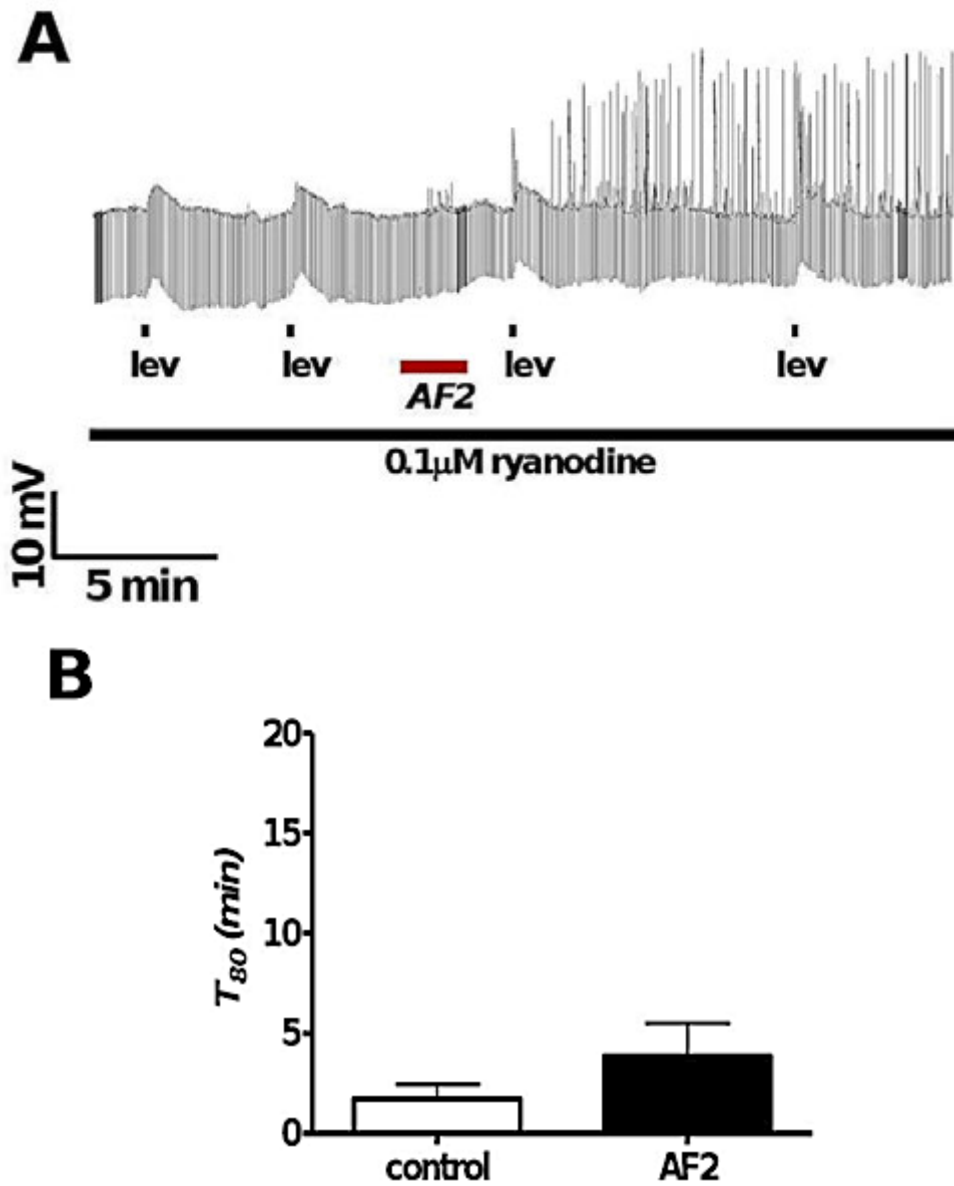 A
lev lev lev lev
AF2
0.1μM ryanodine
10 mV
5 min
B
20
15
10
5
0
T80 (min)
control AF2